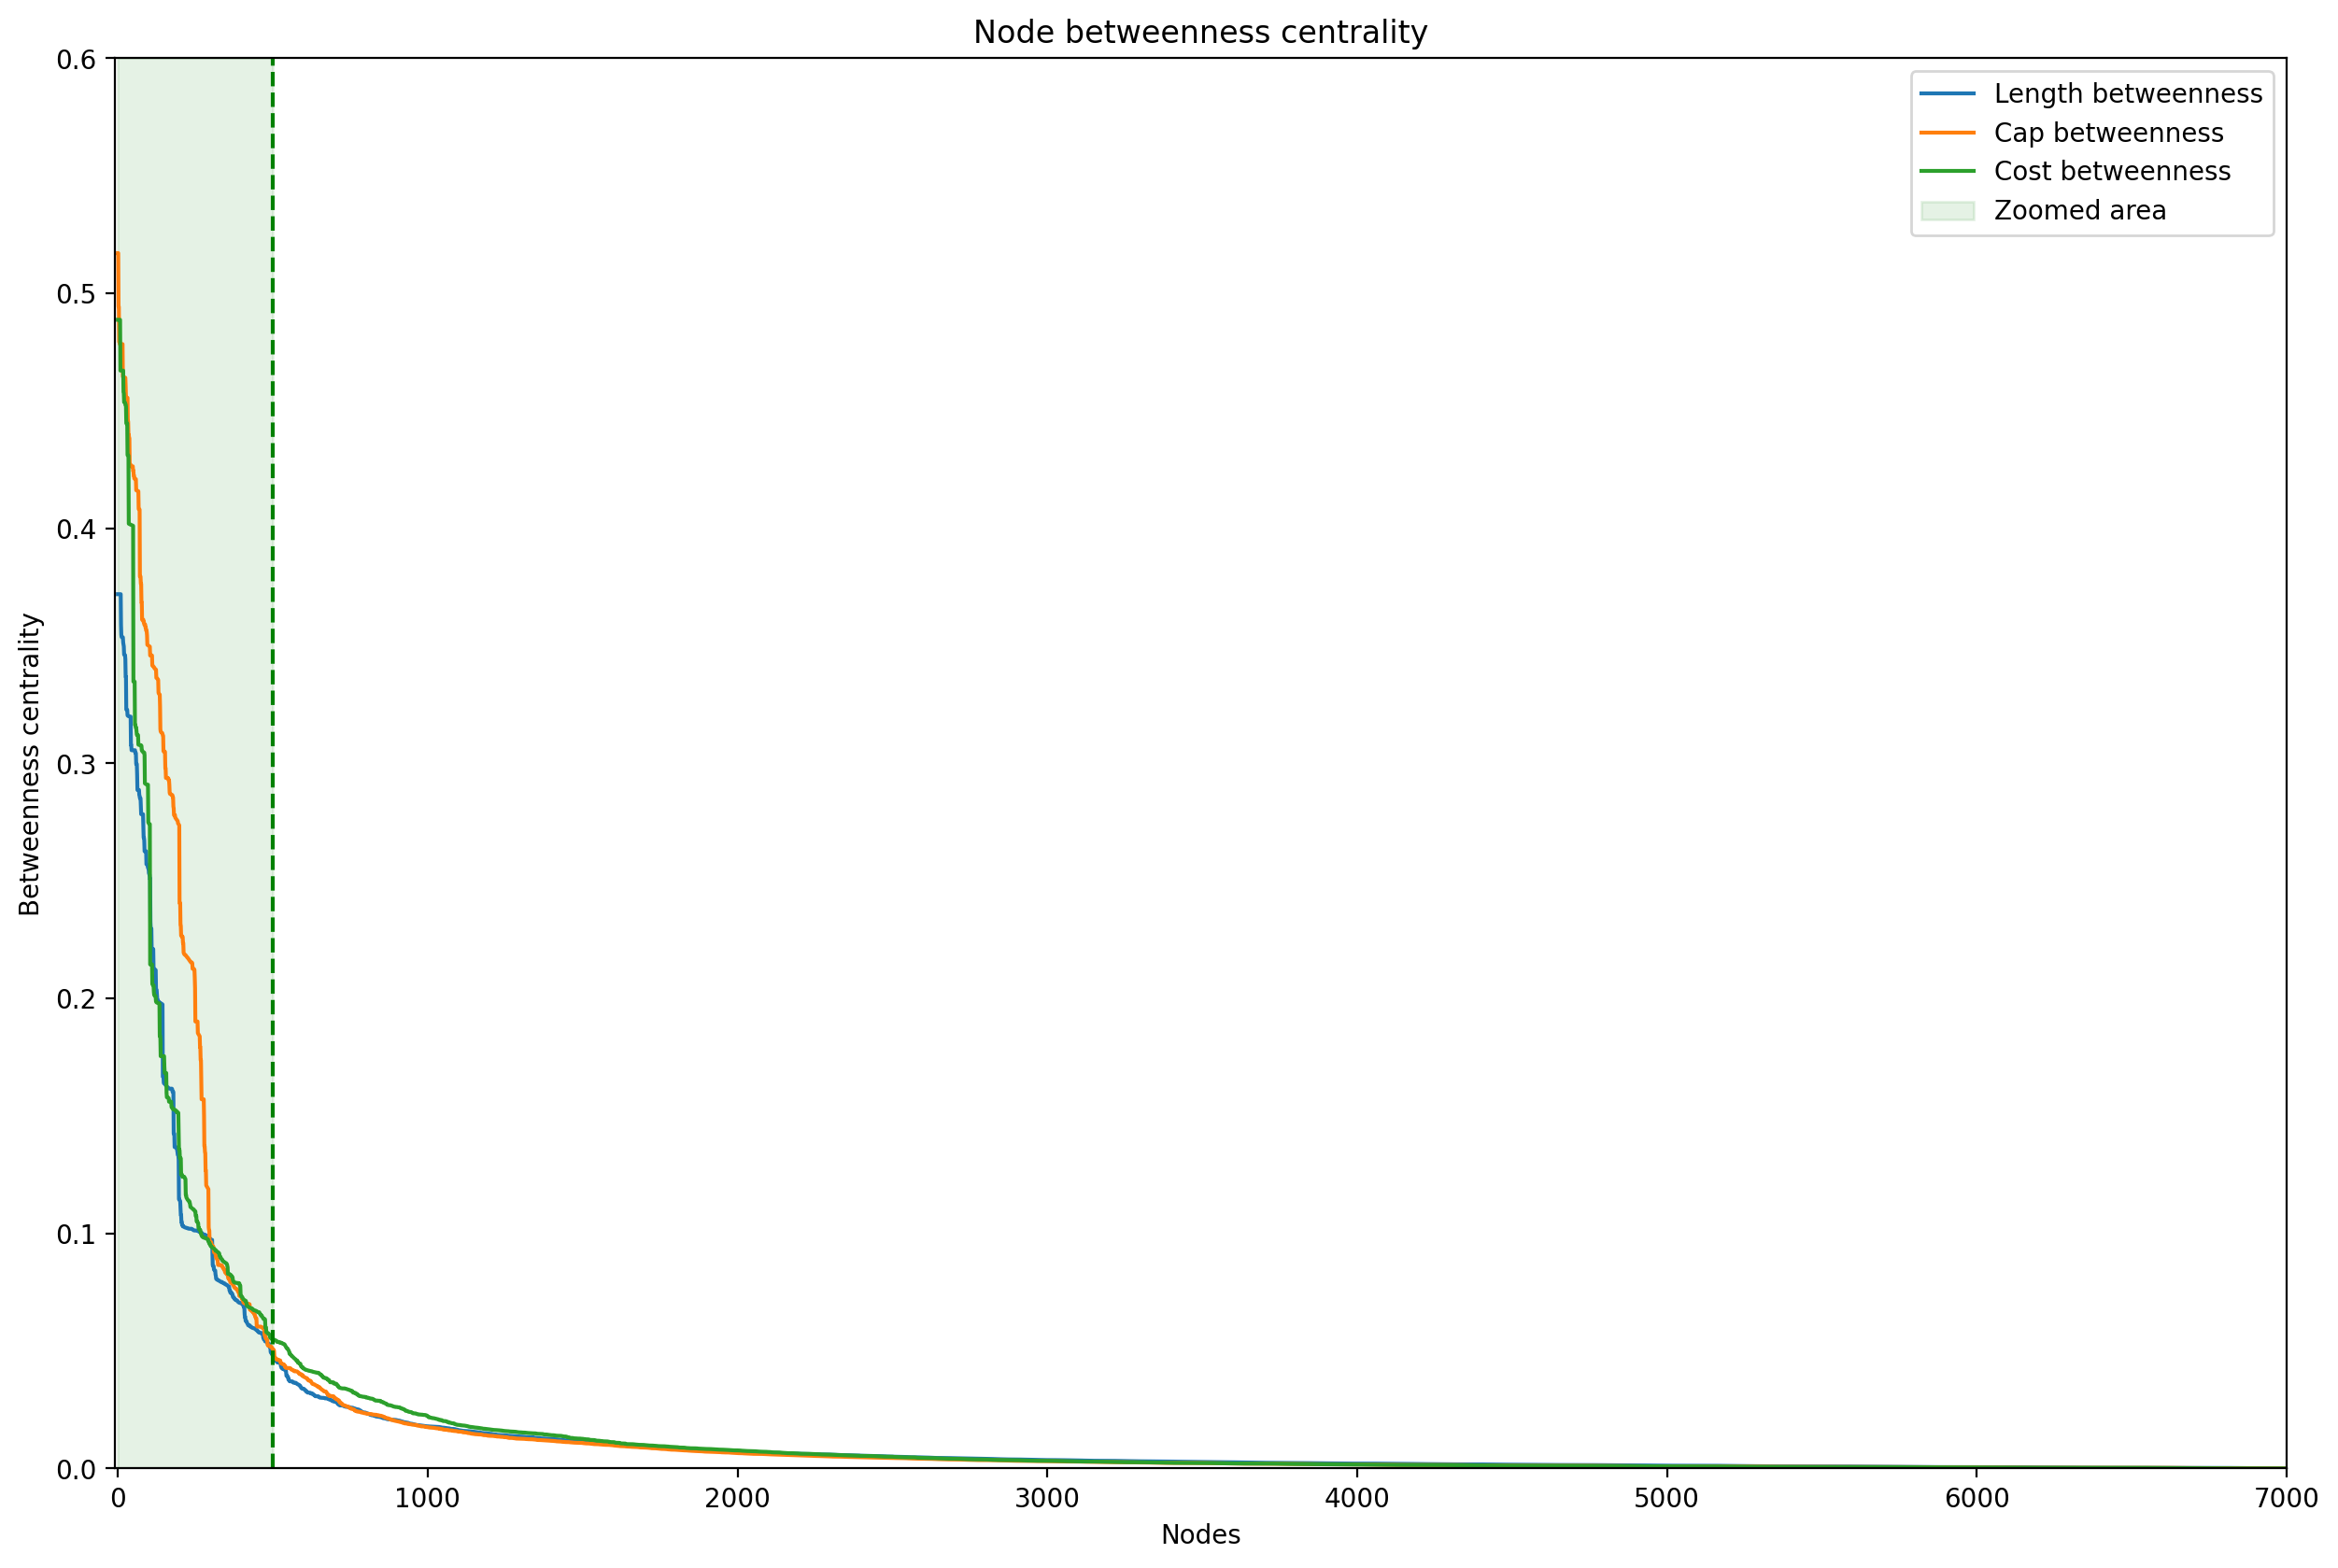 Node betweenness centrality
0.6
0.5
0.4
0.3
0.2
0.1
0.0
Betweenness centrality
Length betweenness
Cap betweenness
Cost betweenness
Zoomed area
0 1000 2000 3000 4000 5000 6000 7000
Nodes